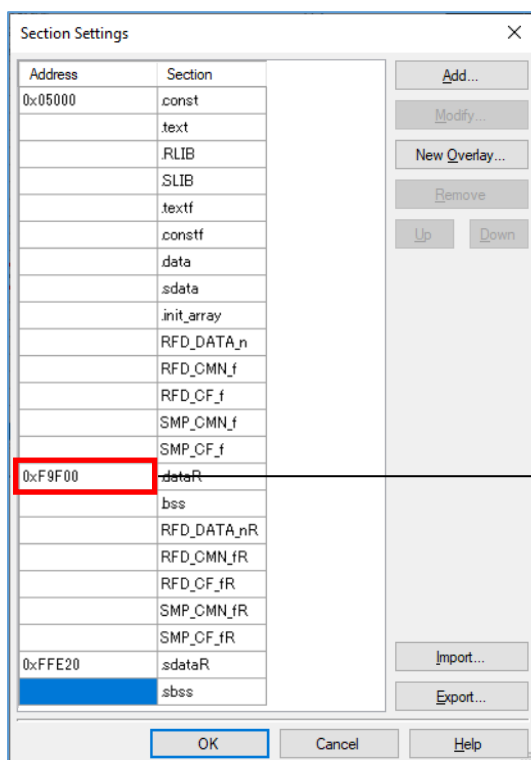 Section Settings
Address Section
0x05000 .const
.text
.RLIB
.SLIB
.textf
.constf
.data
.sdata
.init_array
RFD_DATA_n
RFD_CMN_f
RFD_CF_f
SMP_CMN_f
SMP_CF_f
0xF9F00 .dataR
.bss
RFD_DATA_nR
RFD_CMN_fR
RFD_CF_fR
SMP_CMN_fR
SMP_CF_fR
0xFFE20 .sdataR
.sbss
Add...
Modify...
New Overlay...
Remove
Up Down
Import...
Export...
OK Cancel Help